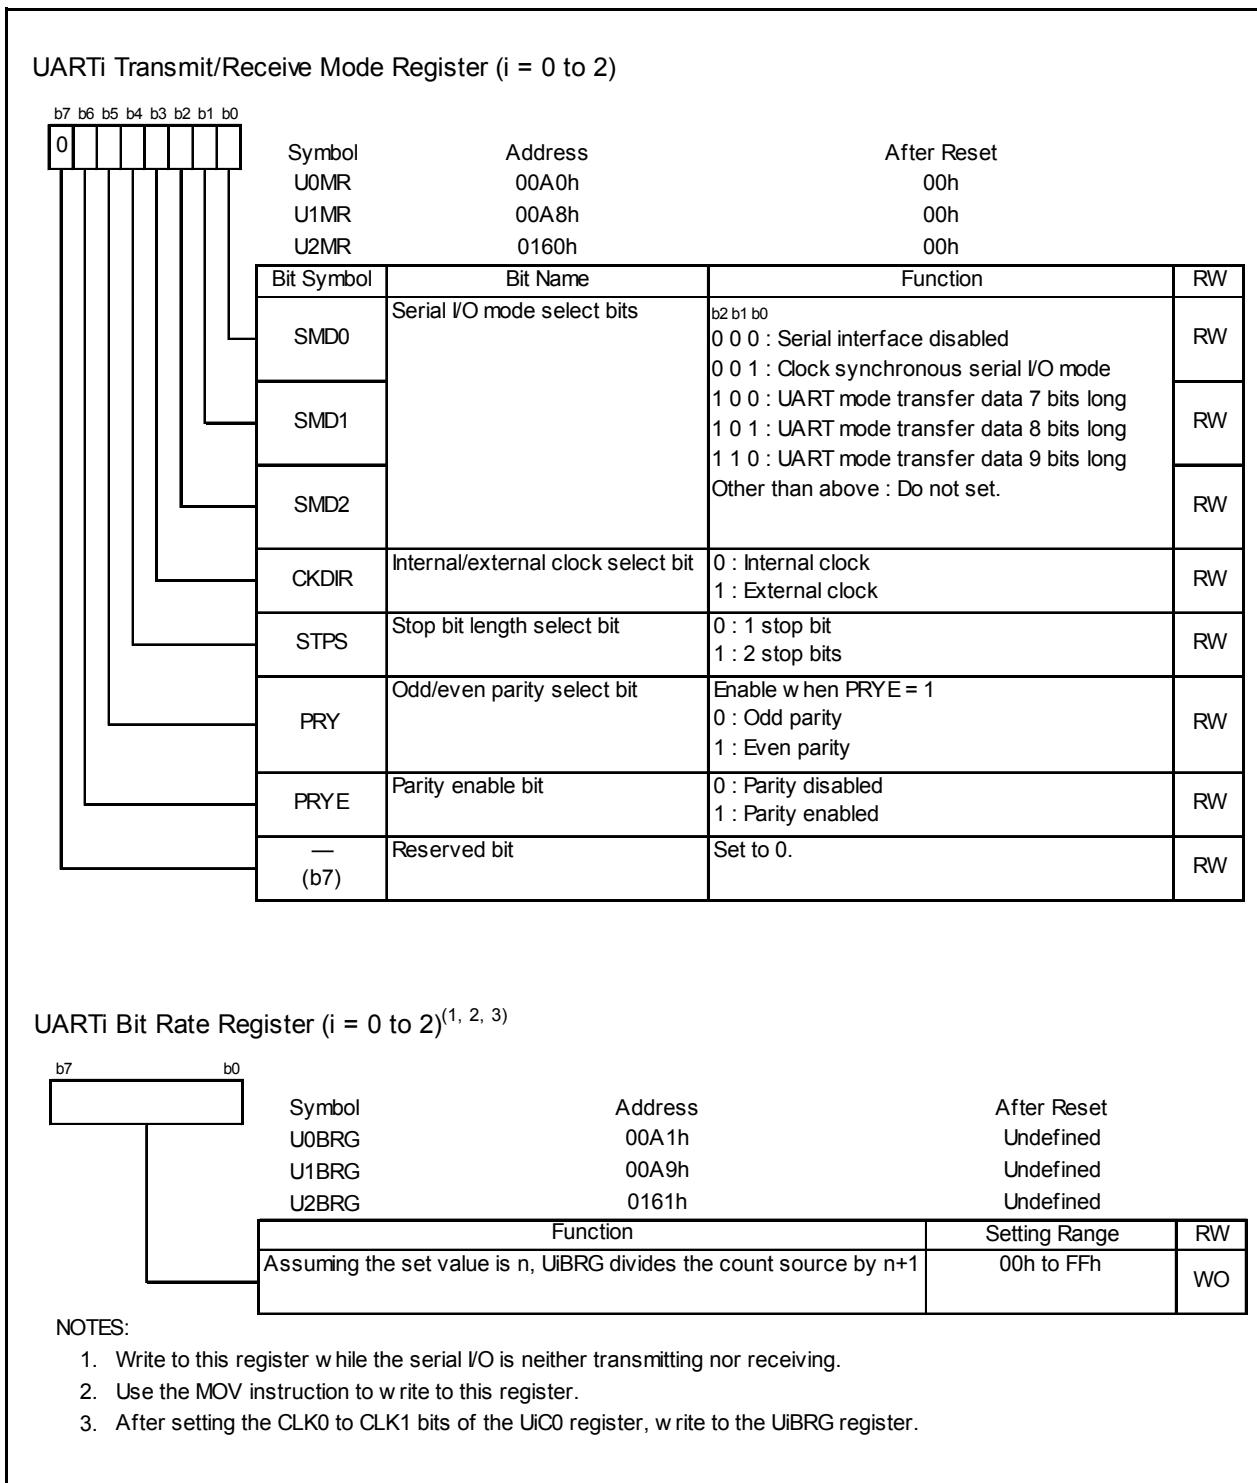 UARTi Transmit/Receive Mode Register (i = 0 to 2)
b7 b6 b5 b4 b3 b2 b1 b0
0
Symbol Address After Reset
U0MR 00A0h 00h
U1MR 00A8h 00h
U2MR 0160h 00h
Bit Symbol Bit Name Function RW
SMD0 Serial I/O mode select bits b2 b1 b0 RW
0 0 0 : Serial interface disabled
0 0 1 : Clock synchronous serial I/O mode
SMD1 1 0 0 : UART mode transfer data 7 bits long RW
1 0 1 : UART mode transfer data 8 bits long
1 1 0 : UART mode transfer data 9 bits long
SMD2 Other than above : Do not set. RW
CKDIR Internal/external clock select bit 0 : Internal clock RW
1 : External clock
STPS Stop bit length select bit 0 : 1 stop bit RW
1 : 2 stop bits
PRY Odd/even parity select bit Enable when PRYE = 1 RW
0 : Odd parity
1 : Even parity
PRYE Parity enable bit 0 : Parity disabled RW
1 : Parity enabled
— Reserved bit Set to 0. RW
(b7)
UARTi Bit Rate Register (i = 0 to 2)(1, 2, 3)
b7 b0
Symbol Address After Reset
U0BRG 00A1h Undefined
U1BRG 00A9h Undefined
U2BRG 0161h Undefined
Function Setting Range RW
Assuming the set value is n, UiBRG divides the count source by n+1 00h to FFh WO
NOTES:
1. Write to this register while the serial I/O is neither transmitting nor receiving.
2. Use the MOV instruction to write to this register.
3. After setting the CLK0 to CLK1 bits of the UiC0 register, write to the UiBRG register.